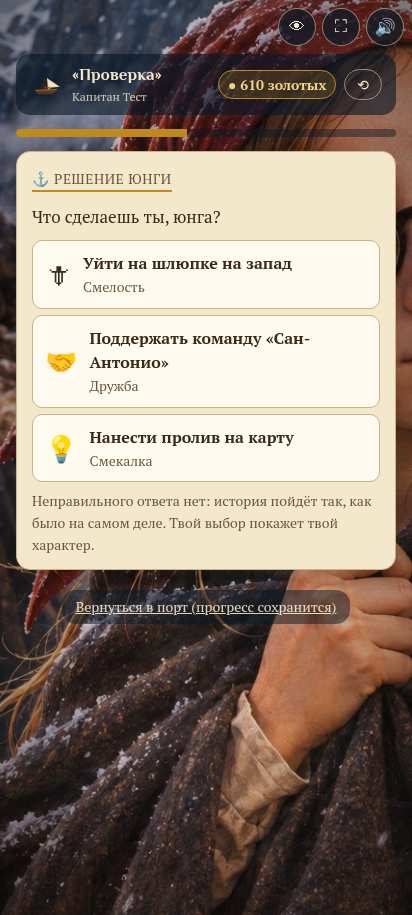 «Проверка»
Капитан Тест
610 золотых
РЕШЕНИЕ ЮНГИ
Что сделаешь ты, юнга?
Уйти на шлюпке на запад
Смелость
Поддержать команду «Сан-
Антонио»
Дружба
Нанести пролив на карту
Смекалка
Неправильного ответа нет: история пойдёт так, как
было на самом деле. Твой выбор покажет твой
характер.
Вернуться в порт (прогресс сохранится)